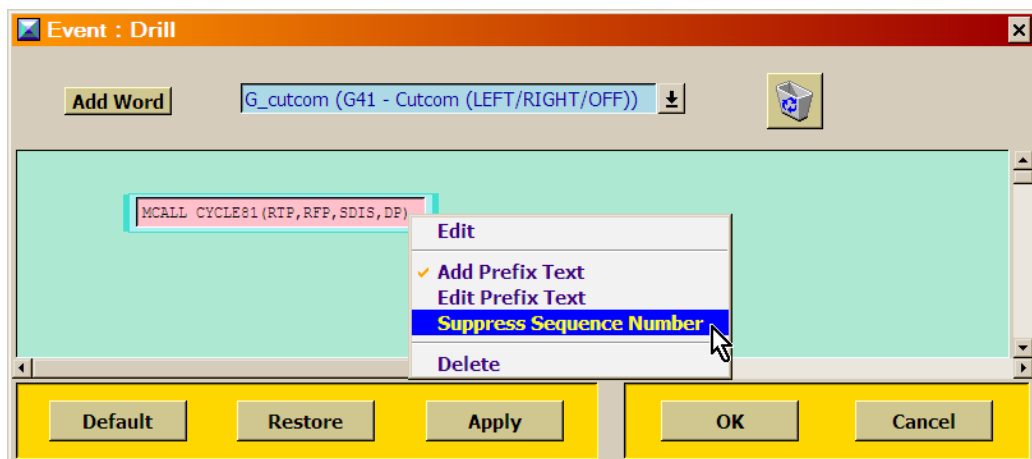 Event : Drill
Add Word
G_cutcom (G41 - Cutcom (LEFT/RIGHT/OFF))
MCALL CYCLE81(RTP,RFP,SDIS,DP)
Edit
Add Prefix Text
Edit Prefix Text
Suppress Sequence Number
Delete
Default
Restore
Apply
OK
Cancel